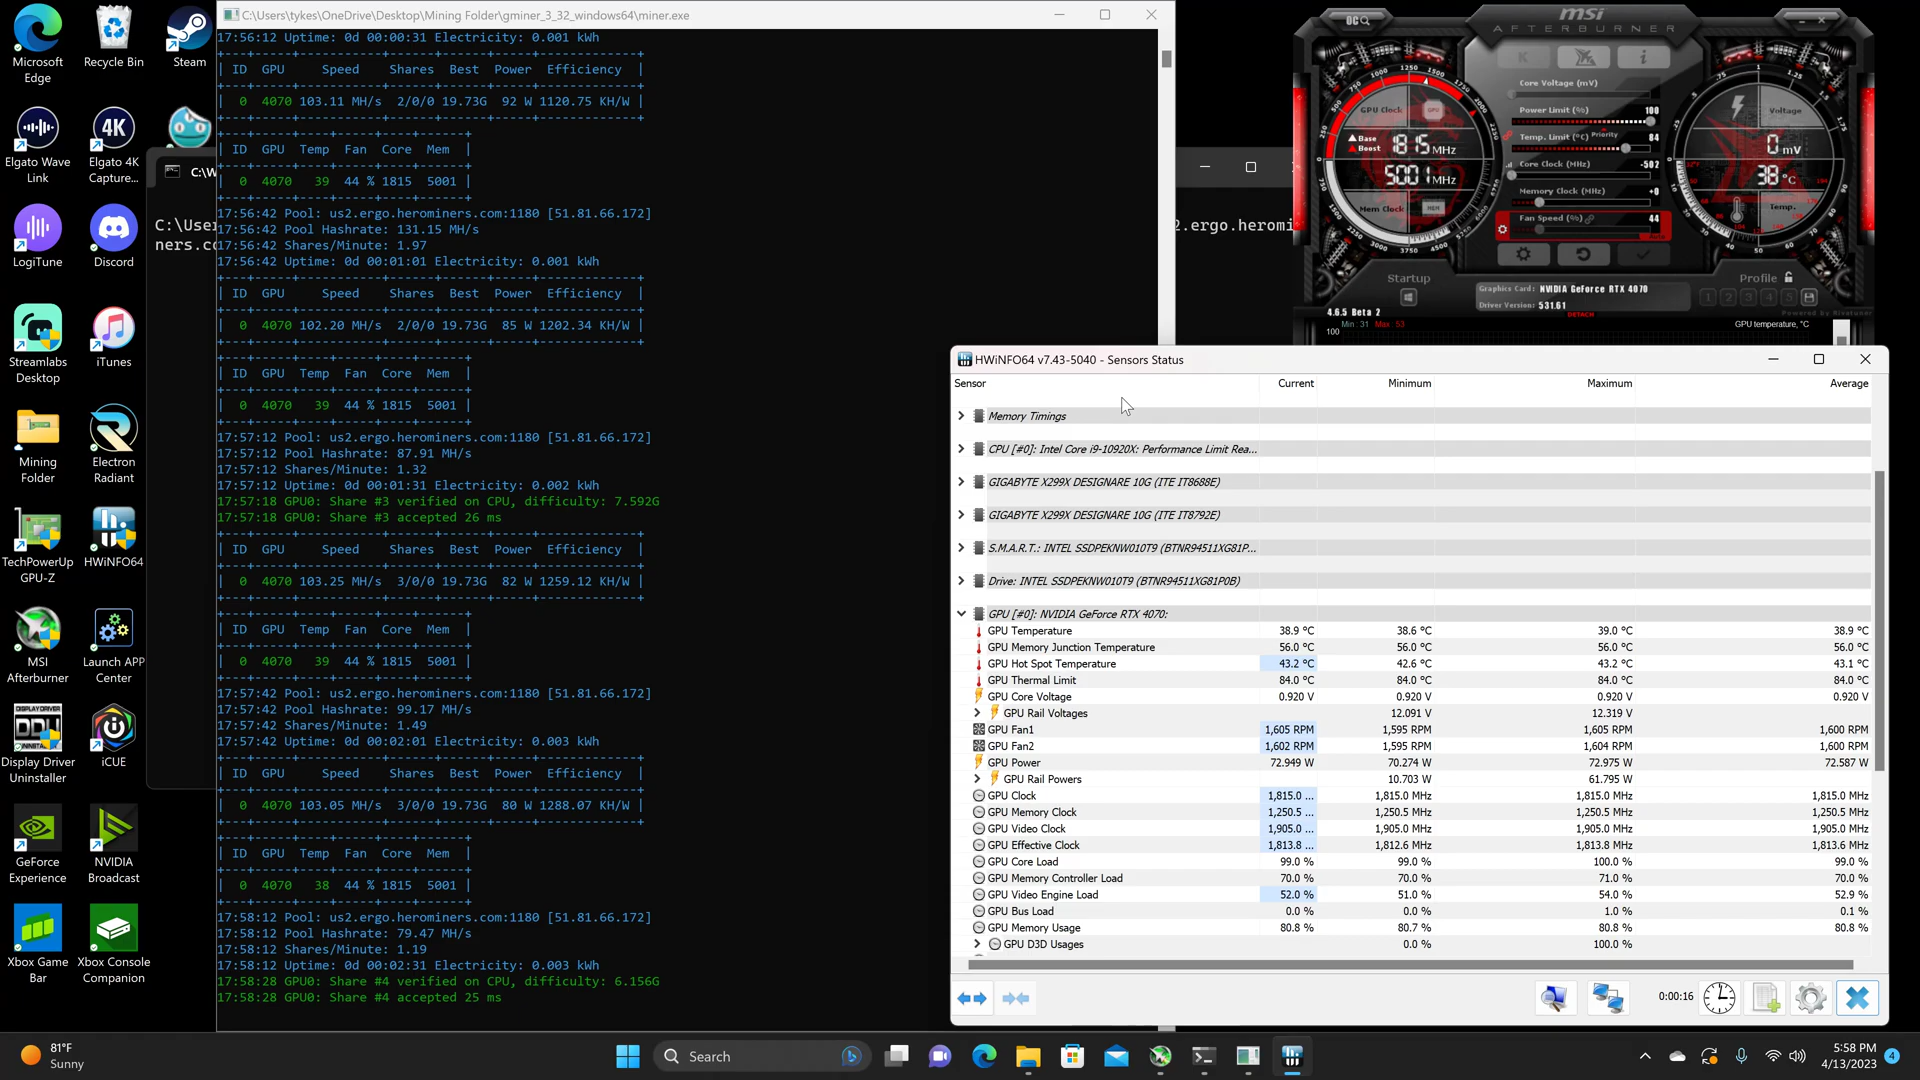 Microsoft Edge
Recycle Bin
Steam
Elgato Wave Link
Elgato 4K Capture...
LogiTune
Discord
Streamlabs Desktop
iTunes
Mining Folder
Electron Radiant
TechPowerUp GPU-Z
HWiNFO64
MSI Afterburner
Launch APP Center
Display Driver Uninstaller
iCUE
GeForce Experience
NVIDIA Broadcast
Xbox Game Bar
Xbox Console Companion
C:\W
C:\User
ners.co
C:\Users\tykes\OneDrive\Desktop\Mining Folder\gminer_3_32_windows64\miner.exe
17:56:12 Uptime: 0d 00:00:31 Electricity: 0.001 kWh
| ID GPU Speed Shares Best Power Efficiency |
| 0 4070 103.11 MH/s 2/0/0 19.73G 92 W 1120.75 KH/W |
| ID GPU Temp Fan Core Mem |
| 0 4070 39 44 % 1815 5001 |
17:56:42 Pool: us2.ergo.herominers.com:1180 [51.81.66.172]
17:56:42 Pool Hashrate: 131.15 MH/s
17:56:42 Shares/Minute: 1.97
17:56:42 Uptime: 0d 00:01:01 Electricity: 0.001 kWh
| ID GPU Speed Shares Best Power Efficiency |
| 0 4070 102.20 MH/s 2/0/0 19.73G 85 W 1202.34 KH/W |
| ID GPU Temp Fan Core Mem |
| 0 4070 39 44 % 1815 5001 |
17:57:12 Pool: us2.ergo.herominers.com:1180 [51.81.66.172]
17:57:12 Pool Hashrate: 87.91 MH/s
17:57:12 Shares/Minute: 1.32
17:57:12 Uptime: 0d 00:01:31 Electricity: 0.002 kWh
17:57:18 GPU0: Share #3 verified on CPU, difficulty: 7.592G
17:57:18 GPU0: Share #3 accepted 26 ms
| ID GPU Speed Shares Best Power Efficiency |
| 0 4070 103.25 MH/s 3/0/0 19.73G 82 W 1259.12 KH/W |
| ID GPU Temp Fan Core Mem |
| 0 4070 39 44 % 1815 5001 |
17:57:42 Pool: us2.ergo.herominers.com:1180 [51.81.66.172]
17:57:42 Pool Hashrate: 99.17 MH/s
17:57:42 Shares/Minute: 1.49
17:57:42 Uptime: 0d 00:02:01 Electricity: 0.003 kWh
| ID GPU Speed Shares Best Power Efficiency |
| 0 4070 103.05 MH/s 3/0/0 19.73G 80 W 1288.07 KH/W |
| ID GPU Temp Fan Core Mem |
| 0 4070 38 44 % 1815 5001 |
17:58:12 Pool: us2.ergo.herominers.com:1180 [51.81.66.172]
17:58:12 Pool Hashrate: 79.47 MH/s
17:58:12 Shares/Minute: 1.19
17:58:12 Uptime: 0d 00:02:31 Electricity: 0.003 kWh
17:58:28 GPU0: Share #4 verified on CPU, difficulty: 6.156G
17:58:28 GPU0: Share #4 accepted 25 ms
2.ergo.heromi
msi
AFTERBURNER
OC
K
i
GPU Clock
GPU
Base
Boost
1815 MHz
5001 MHz
Mem Clock
MEM
Core Voltage (mV)
Power Limit (%) 100
Temp. Limit (°C) Priority 84
Core Clock (MHz) -502
Memory Clock (MHz) +0
Fan Speed (%) 44
Voltage
0 mV
38 °C
Temp.
Startup
Profile
1 2 3 4 5
Graphics Card: NVIDIA GeForce RTX 4070
Driver Version: 531.61
DETACH
4.6.5 Beta 2
Min : 31 Max : 53
GPU temperature, °C
100
HWiNFO64 v7.43-5040 - Sensors Status
Sensor Current Minimum Maximum Average
Memory Timings
CPU [#0]: Intel Core i9-10920X: Performance Limit Rea...
GIGABYTE X299X DESIGNARE 10G (ITE IT8688E)
GIGABYTE X299X DESIGNARE 10G (ITE IT8792E)
S.M.A.R.T.: INTEL SSDPEKNW010T9 (BTNR94511XG81P...
Drive: INTEL SSDPEKNW010T9 (BTNR94511XG81P0B)
GPU [#0]: NVIDIA GeForce RTX 4070:
GPU Temperature 38.9 °C 38.6 °C 39.0 °C 38.9 °C
GPU Memory Junction Temperature 56.0 °C 56.0 °C 56.0 °C 56.0 °C
GPU Hot Spot Temperature 43.2 °C 42.6 °C 43.2 °C 43.1 °C
GPU Thermal Limit 84.0 °C 84.0 °C 84.0 °C 84.0 °C
GPU Core Voltage 0.920 V 0.920 V 0.920 V 0.920 V
GPU Rail Voltages 12.091 V 12.319 V
GPU Fan1 1,605 RPM 1,595 RPM 1,605 RPM 1,600 RPM
GPU Fan2 1,602 RPM 1,595 RPM 1,604 RPM 1,600 RPM
GPU Power 72.949 W 70.274 W 72.975 W 72.587 W
GPU Rail Powers 10.703 W 61.795 W
GPU Clock 1,815.0 ... 1,815.0 MHz 1,815.0 MHz 1,815.0 MHz
GPU Memory Clock 1,250.5 ... 1,250.5 MHz 1,250.5 MHz 1,250.5 MHz
GPU Video Clock 1,905.0 ... 1,905.0 MHz 1,905.0 MHz 1,905.0 MHz
GPU Effective Clock 1,813.8 ... 1,812.6 MHz 1,813.8 MHz 1,813.6 MHz
GPU Core Load 99.0 % 99.0 % 100.0 % 99.0 %
GPU Memory Controller Load 70.0 % 70.0 % 71.0 % 70.0 %
GPU Video Engine Load 52.0 % 51.0 % 54.0 % 52.9 %
GPU Bus Load 0.0 % 0.0 % 1.0 % 0.1 %
GPU Memory Usage 80.8 % 80.7 % 80.8 % 80.8 %
GPU D3D Usages 0.0 % 100.0 %
0:00:16
81°F
Sunny
Search
5:58 PM
4/13/2023
4